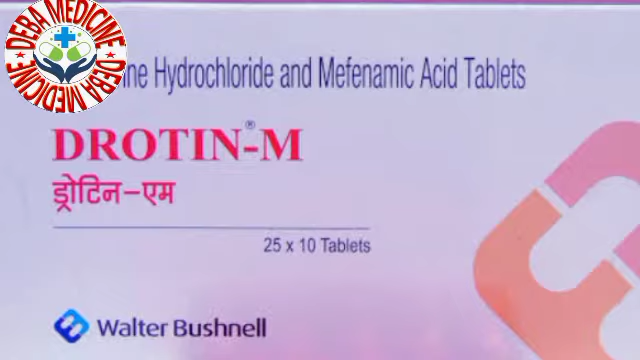 DEBA MEDICINE
DEBA MEDICINE
ne Hydrochloride and Mefenamic Acid Tablets
DROTIN®-M
ड्रोटिन-एम
25 x 10 Tablets
Walter Bushnell